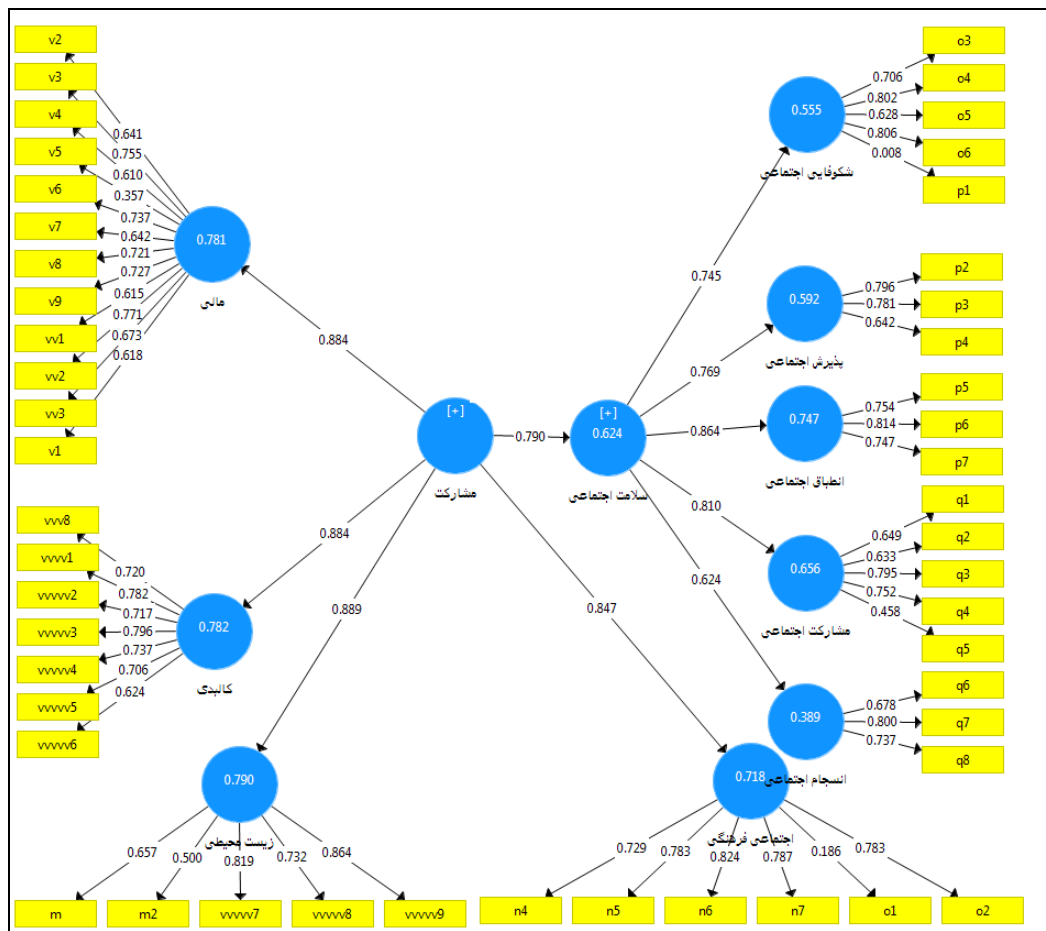 v2
v3
v4
v5
v6
v7
v8
v9
vv1
vv2
vv3
v1
0.641
0.755
0.610
0.357
0.737
0.642
0.721
0.727
0.615
0.771
0.673
0.618
0.781
مالی
0.884
o3
o4
o5
o6
p1
0.706
0.802
0.628
0.806
0.008
0.555
شکوفایی اجتماعی
0.745
p2
p3
p4
0.796
0.781
0.642
0.592
پذیرش اجتماعی
0.769
p5
p6
p7
0.754
0.814
0.747
0.747
انطباق اجتماعی
0.864
[+]
مشارکت
0.790
[+]
0.624
سلامت اجتماعی
q1
q2
q3
q4
q5
0.649
0.633
0.795
0.752
0.458
0.656
مشارکت اجتماعی
0.810
q6
q7
q8
0.678
0.800
0.737
0.389
انسجام اجتماعی
0.624
vvv8
vvvv1
vvvvv2
vvvvv3
vvvvv4
vvvvv5
vvvvv6
0.720
0.782
0.717
0.796
0.737
0.706
0.624
0.782
کالبدی
0.884
0.889
0.790
زیست محیطی
0.657
0.500
0.819
0.732
0.864
m
m2
vvvvv7
vvvvv8
vvvvv9
0.847
0.718
اجتماعی فرهنگی
0.729
0.783
0.824
0.787
0.186
0.783
n4
n5
n6
n7
o1
o2